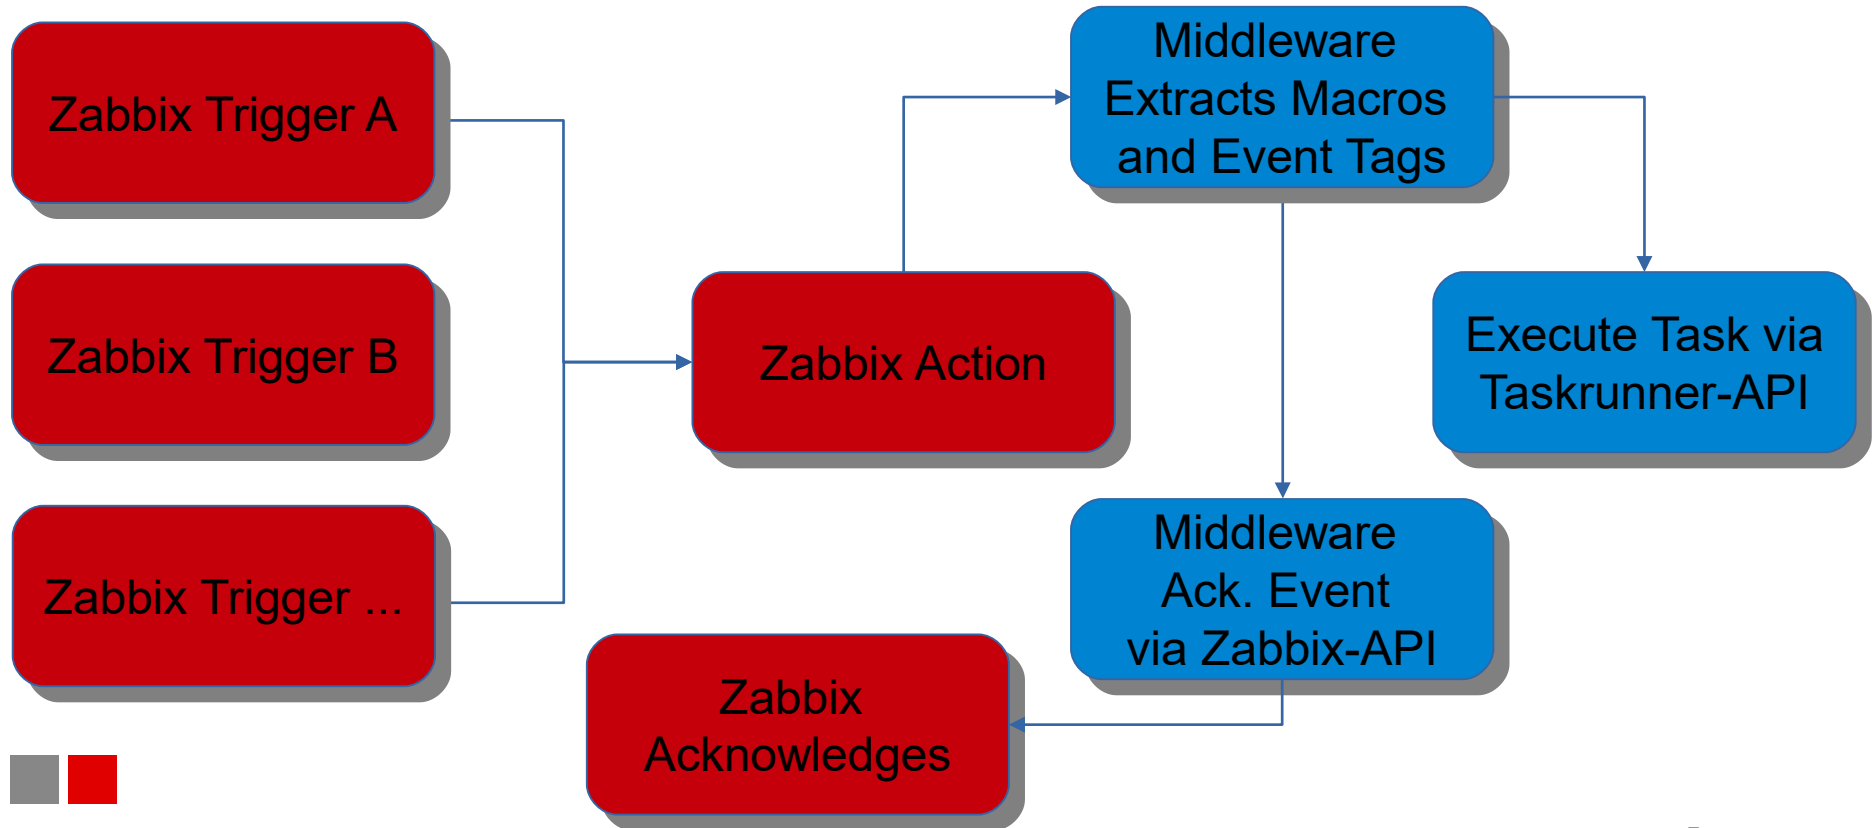 Zabbix Trigger A
Zabbix Trigger B
Zabbix Trigger ...
Zabbix Action
Middleware
Extracts Macros
and Event Tags
Execute Task via
Taskrunner-API
Middleware
Ack. Event
via Zabbix-API
Zabbix
Acknowledges